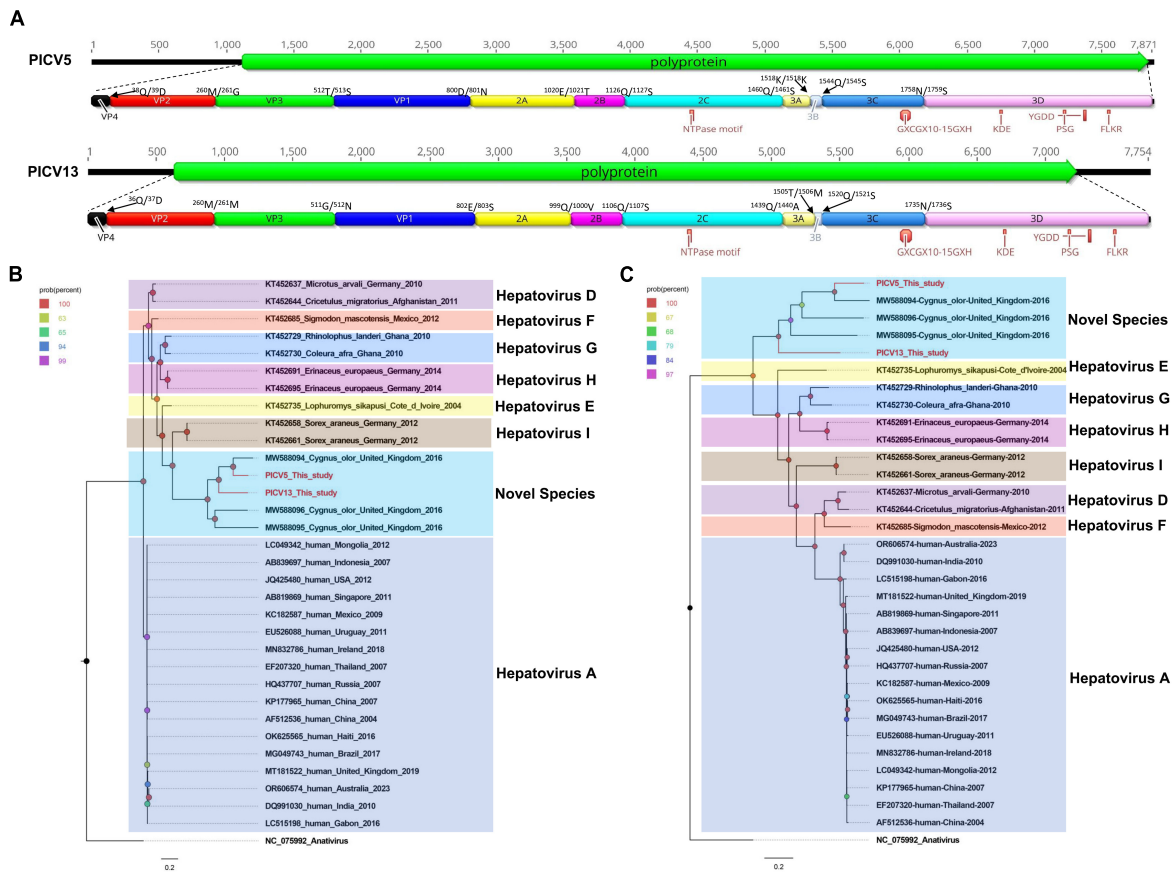 A
1 500 1,000 1,500 2,000 2,500 3,000 3,500 4,000 4,500 5,000 5,500 6,000 6,500 7,000 7,500 7,871
PICV5 polyprotein
38Q/39D 260M/261G 512T/513S 800D/801N 1020E/1021T 1126Q/1127S 1460Q/1461S 1518K/1518K 1544Q/1545S 1758N/1759S
VP4 VP2 VP3 VP1 2A 2B 2C 3A 3B 3C 3D
NTPase motif GXCGX10-15GXH KDE YGDD PSG FLKR
1 500 1,000 1,500 2,000 2,500 3,000 3,500 4,000 4,500 5,000 5,500 6,000 6,500 7,000 7,754
PICV13 polyprotein
36Q/37D 260M/261M 511G/512N 802E/803S 999Q/1000V 1106Q/1107S 1439Q/1440A 1505T/1506M 1520Q/1521S 1735N/1736S
VP4 VP2 VP3 VP1 2A 2B 2C 3A 3B 3C 3D
NTPase motif GXCGX10-15GXH KDE YGDD PSG FLKR
B
prob(percent)
100
63
65
94
99
KT452637_Microtus_arvali_Germany_2010
KT452644_Cricetulus_migratorius_Afghanistan_2011
Hepatovirus D
KT452685_Sigmodon_mascotensis_Mexico_2012
Hepatovirus F
KT452729_Rhinolophus_landeri_Ghana_2010
KT452730_Coleura_afra_Ghana_2010
Hepatovirus G
KT452691_Erinaceus_europaeus_Germany_2014
KT452695_Erinaceus_europaeus_Germany_2014
Hepatovirus H
KT452735_Lophuromys_sikapusi_Cote_d_Ivoire_2004
Hepatovirus E
KT452658_Sorex_araneus_Germany_2012
KT452661_Sorex_araneus_Germany_2012
Hepatovirus I
MW588094_Cygnus_olor_United_Kingdom_2016
PICV5_This_study
PICV13_This_study
MW588096_Cygnus_olor_United_Kingdom_2016
MW588095_Cygnus_olor_United_Kingdom_2016
Novel Species
LC049342_human_Mongolia_2012
AB839697_human_Indonesia_2007
JQ425480_human_USA_2012
AB819869_human_Singapore_2011
KC182587_human_Mexico_2009
EU526088_human_Uruguay_2011
MN832786_human_Ireland_2018
EF207320_human_Thailand_2007
HQ437707_human_Russia_2007
KP177965_human_China_2007
AF512536_human_China_2004
OK625565_human_Haiti_2016
MG049743_human_Brazil_2017
MT181522_human_United_Kingdom_2019
OR606574_human_Australia_2023
DQ991030_human_India_2010
LC515198_human_Gabon_2016
Hepatovirus A
NC_075992_Anativirus
0.2
C
prob(percent)
100
67
68
79
84
97
PICV5_This_study
MW588094-Cygnus_olor-United_Kingdom-2016
MW588096-Cygnus_olor-United_Kingdom-2016
MW588095-Cygnus_olor-United_Kingdom-2016
PICV13_This_study
Novel Species
KT452735-Lophuromys_sikapusi-Cote_d'Ivoire-2004
Hepatovirus E
KT452729-Rhinolophus_landeri-Ghana-2010
KT452730-Coleura_afra-Ghana-2010
Hepatovirus G
KT452691-Erinaceus_europaeus-Germany-2014
KT452695-Erinaceus_europaeus-Germany-2014
Hepatovirus H
KT452658-Sorex_araneus-Germany-2012
KT452661-Sorex_araneus-Germany-2012
Hepatovirus I
KT452637-Microtus_arvali-Germany-2010
KT452644-Cricetulus_migratorius-Afghanistan-2011
Hepatovirus D
KT452685-Sigmodon_mascotensis-Mexico-2012
Hepatovirus F
OR606574-human-Australia-2023
DQ991030-human-India-2010
LC515198-human-Gabon-2016
MT181522-human-United_Kingdom-2019
AB819869-human-Singapore-2011
AB839697-human-Indonesia-2007
JQ425480-human-USA-2012
HQ437707-human-Russia-2007
KC182587-human-Mexico-2009
OK625565-human-Haiti-2016
MG049743-human-Brazil-2017
EU526088-human-Uruguay-2011
MN832786-human-Ireland-2018
LC049342-human-Mongolia-2012
KP177965-human-China-2007
EF207320-human-Thailand-2007
AF512536-human-China-2004
Hepatovirus A
NC_075992_Anativirus
0.2